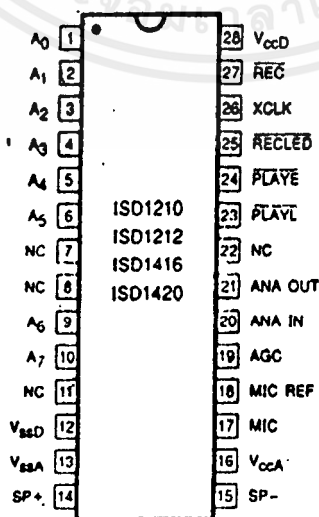 A0 1 28 VccD
A1 2 27 REC
A2 3 26 XCLK
A3 4 25 RECLED
A4 5 24 PLAYE
A5 6 23 PLAYL
NC 7 22 NC
NC 8 21 ANA OUT
A6 9 20 ANA IN
A7 10 19 AGC
NC 11 18 MIC REF
VssD 12 17 MIC
VssA 13 16 VccA
SP+ 14 15 SP-
ISD1210
ISD1212
ISD1416
ISD1420